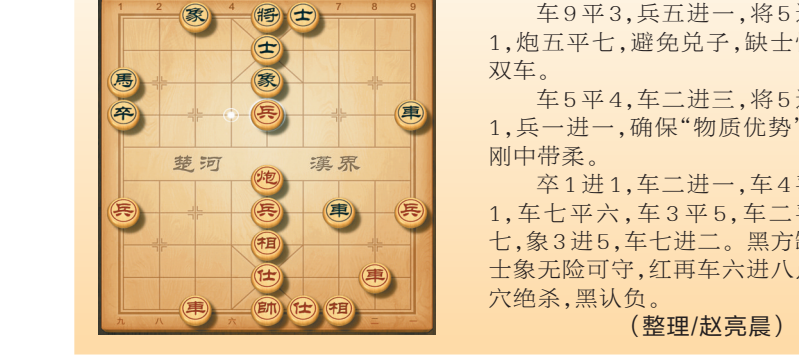 1 2 4 6 7 8 9
象 將 士
士
馬 象
卒 兵 車
楚河 漢界
炮
兵 兵 車 兵
相
仕 車
車 帥 仕 相
九 八 六 二 一
车9平3,兵五进一,将5
1,炮五平七,避免兑子,缺士
双车。
车5平4,车二进三,将5
1,兵一进一,确保“物质优势”
刚中带柔。
卒1进1,车二进一,车4
1,车七平六,车3平5,车二
七,象3进5,车七进二。黑方
士象无险可守,红再车六进八
穴绝杀,黑认负。
(整理/赵亮晨)